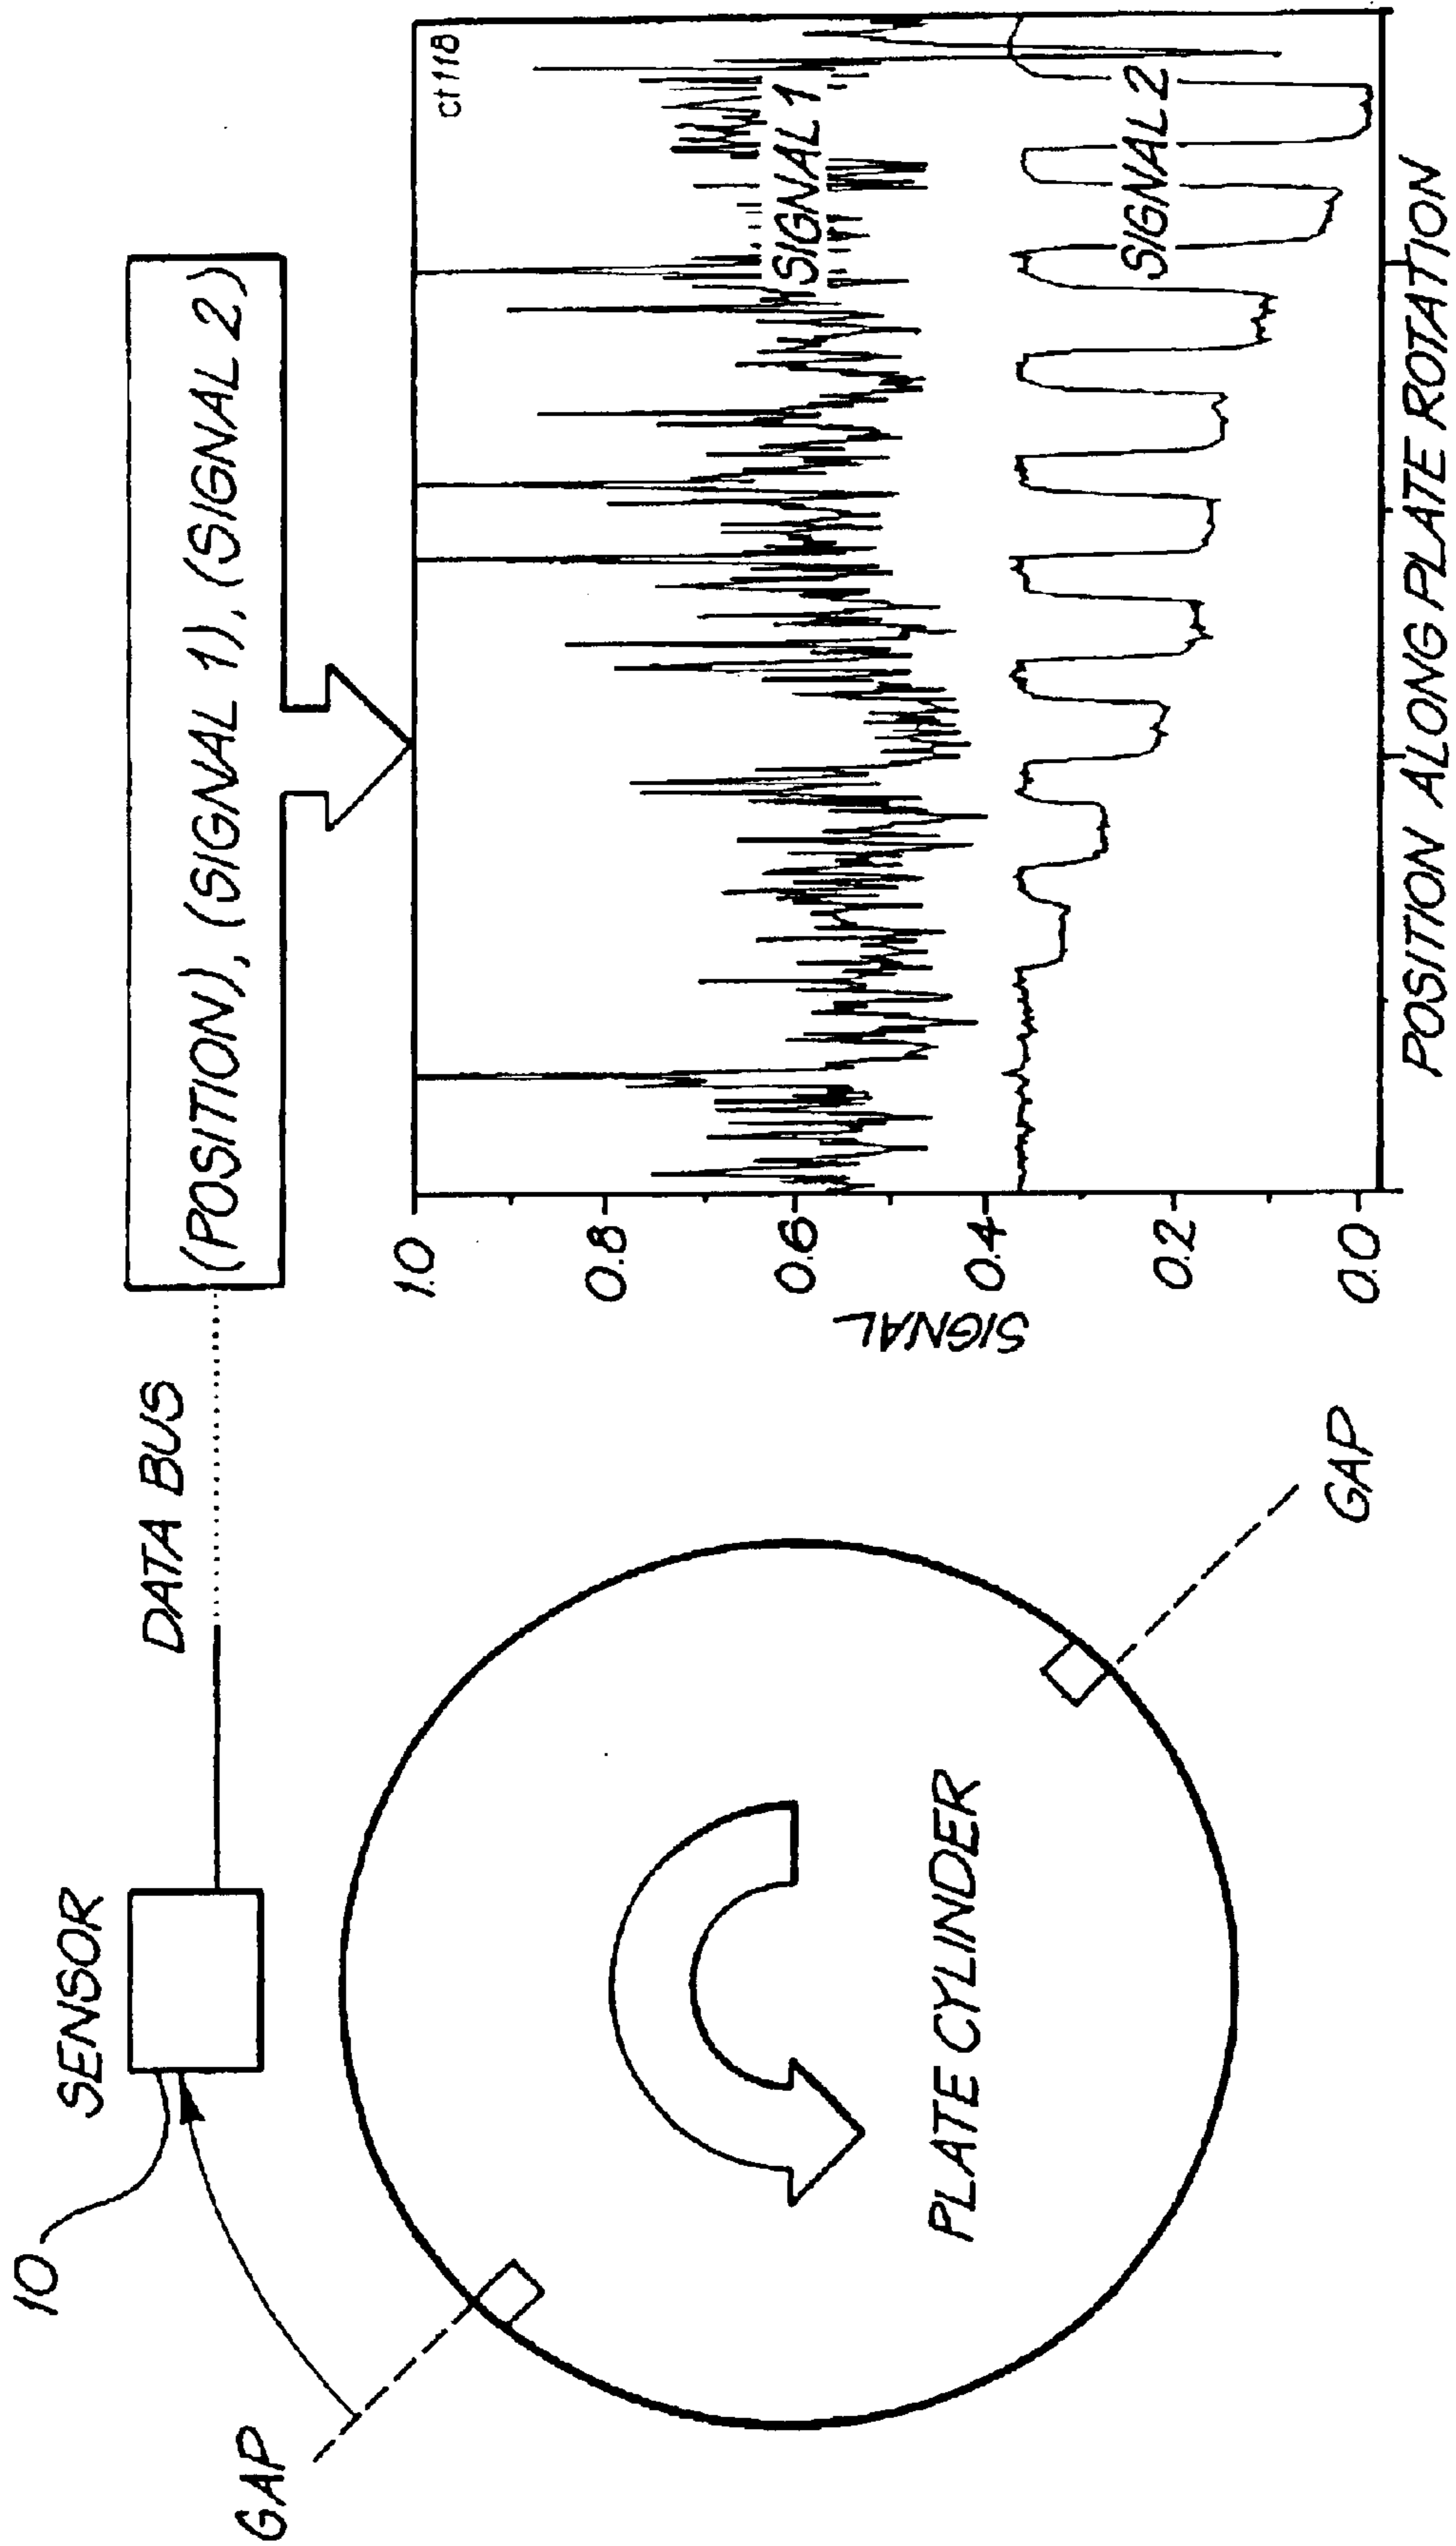 10
SENSOR
DATA BUS
(POSITION), (SIGNAL 1), (SIGNAL 2)
GAP
PLATE CYLINDER
GAP
SIGNAL
1.0
0.8
0.6
0.4
0.2
0.0
ct118
SIGNAL 1
SIGNAL 2
POSITION ALONG PLATE ROTATION